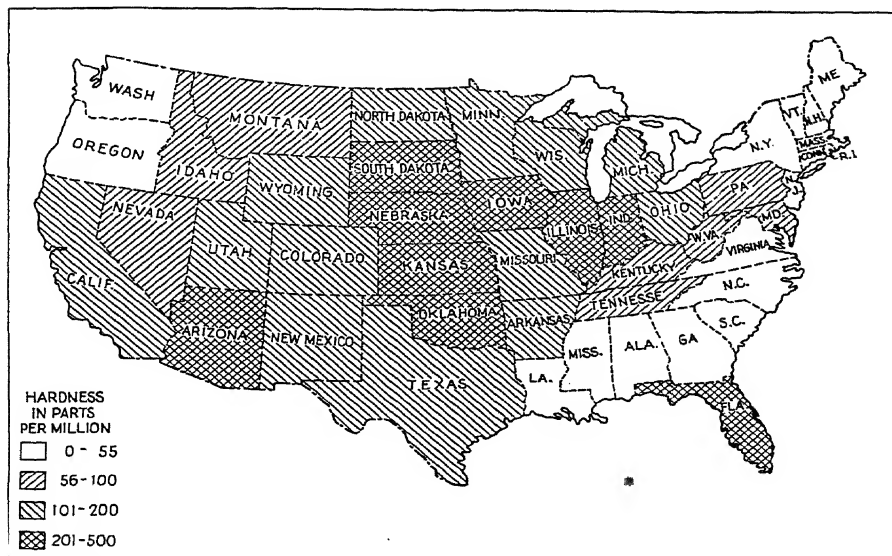 WASH
OREGON
CALIF.
NEVADA
IDAHO
MONTANA
WYOMING
UTAH
COLORADO
ARIZONA
NEW MEXICO
NORTH DAKOTA
SOUTH DAKOTA
NEBRASKA
KANSAS
OKLAHOMA
TEXAS
MINN.
IOWA
MISSOURI
ARKANSAS
LA.
WIS.
ILLINOIS
MICH.
IND.
OHIO
KENTUCKY
TENNESSEE
MISS.
ALA.
GA
FLA.
S.C.
N.C.
VIRGINIA
W.VA.
MD.
PA.
N.J.
N.Y.
CONN.
R.I
MASS.
VT.
N.H.
ME.
HARDNESS
IN PARTS
PER MILLION
0 - 55
56-100
101-200
201-500